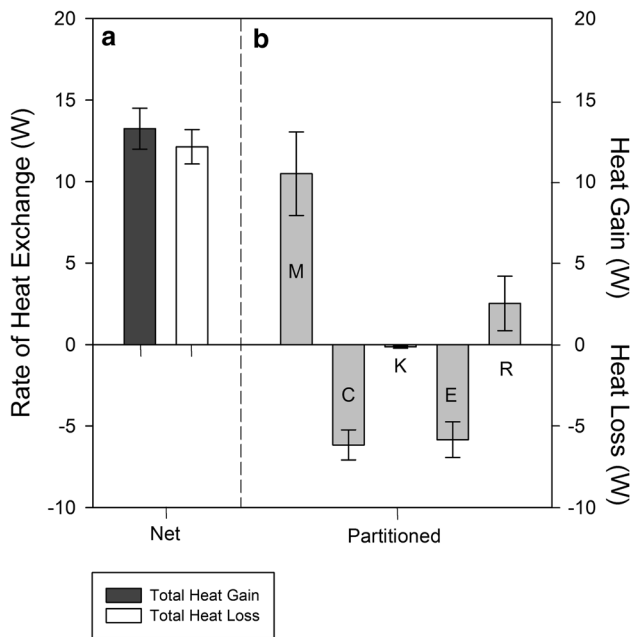 a
b
20
15
10
5
0
-5
-10
Rate of Heat Exchange (W)
M
C
K
E
R
20
15
10
5
0
-5
-10
Heat Gain (W)
Heat Loss (W)
Net
Partitioned
Total Heat Gain
Total Heat Loss